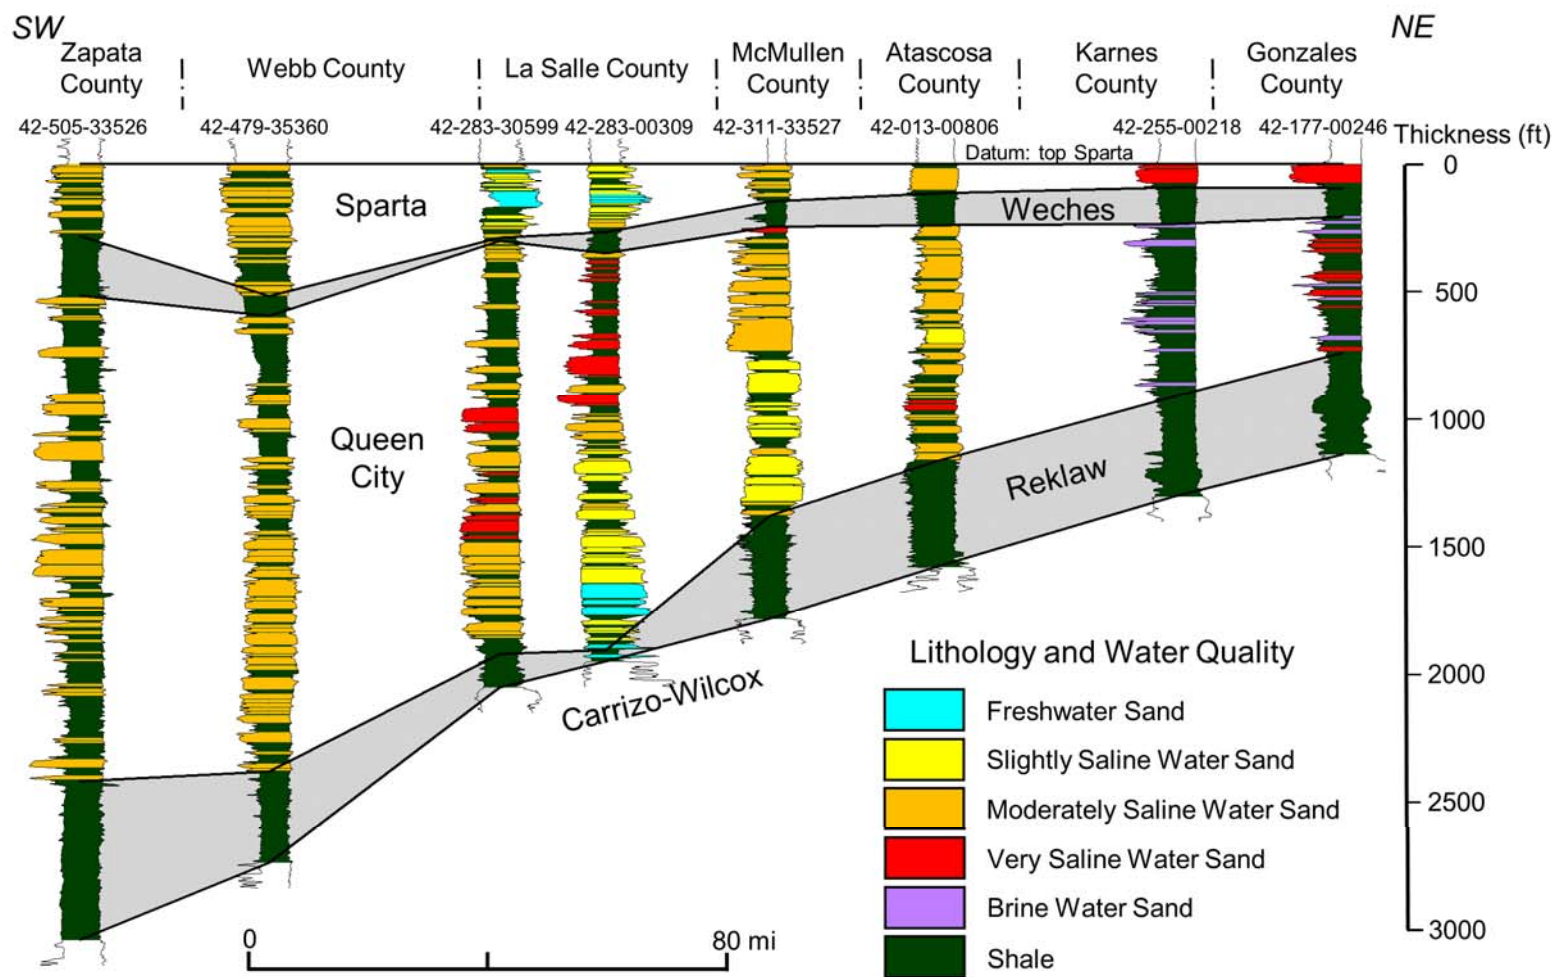 SW
NE
Zapata
County
Webb County
La Salle County
McMullen
County
Atascosa
County
Karnes
County
Gonzales
County
42-505-33526
42-479-35360
42-283-30599
42-283-00309
42-311-33527
42-013-00806
42-255-00218
42-177-00246
Thickness (ft)
Datum: top Sparta
0
Sparta
Weches
500
Queen
City
1000
Reklaw
1500
Carrizo-Wilcox
2000
2500
3000
Lithology and Water Quality
Freshwater Sand
Slightly Saline Water Sand
Moderately Saline Water Sand
Very Saline Water Sand
Brine Water Sand
Shale
0
80 mi